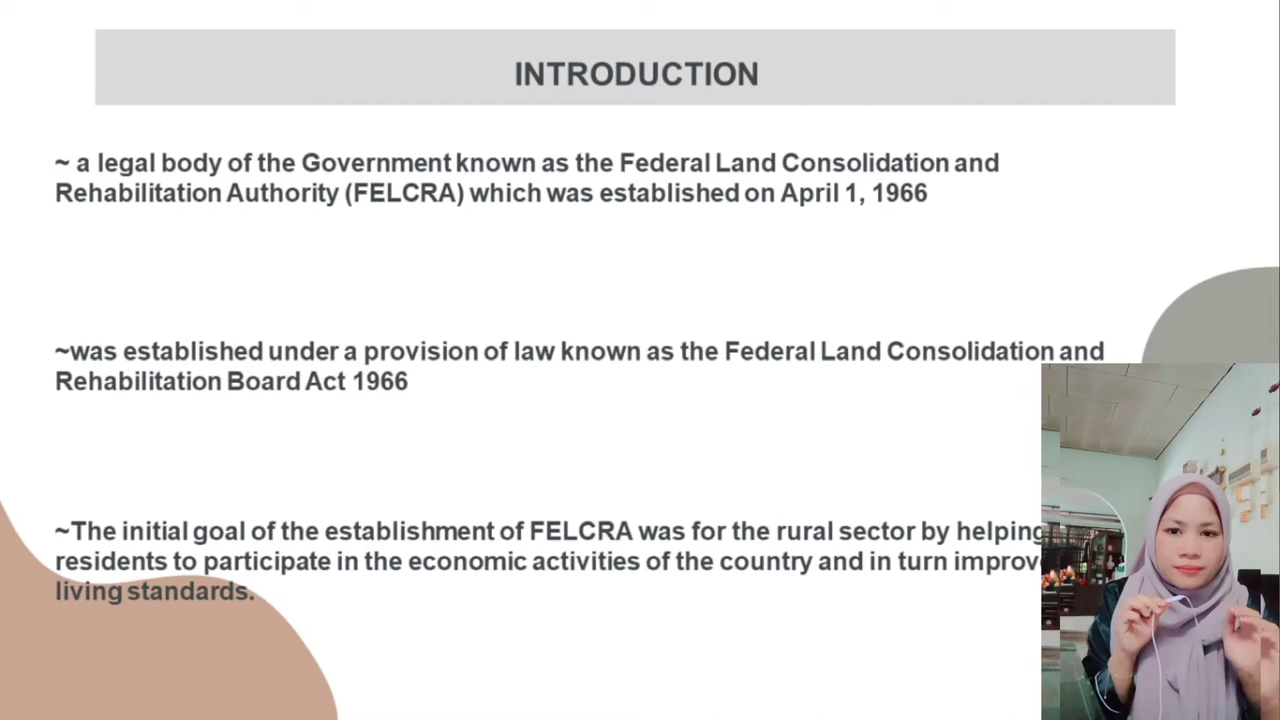 INTRODUCTION
~ a legal body of the Government known as the Federal Land Consolidation and
Rehabilitation Authority (FELCRA) which was established on April 1, 1966
~was established under a provision of law known as the Federal Land Consolidation and
Rehabilitation Board Act 1966
~The initial goal of the establishment of FELCRA was for the rural sector by helping
residents to participate in the economic activities of the country and in turn improv
living standards.